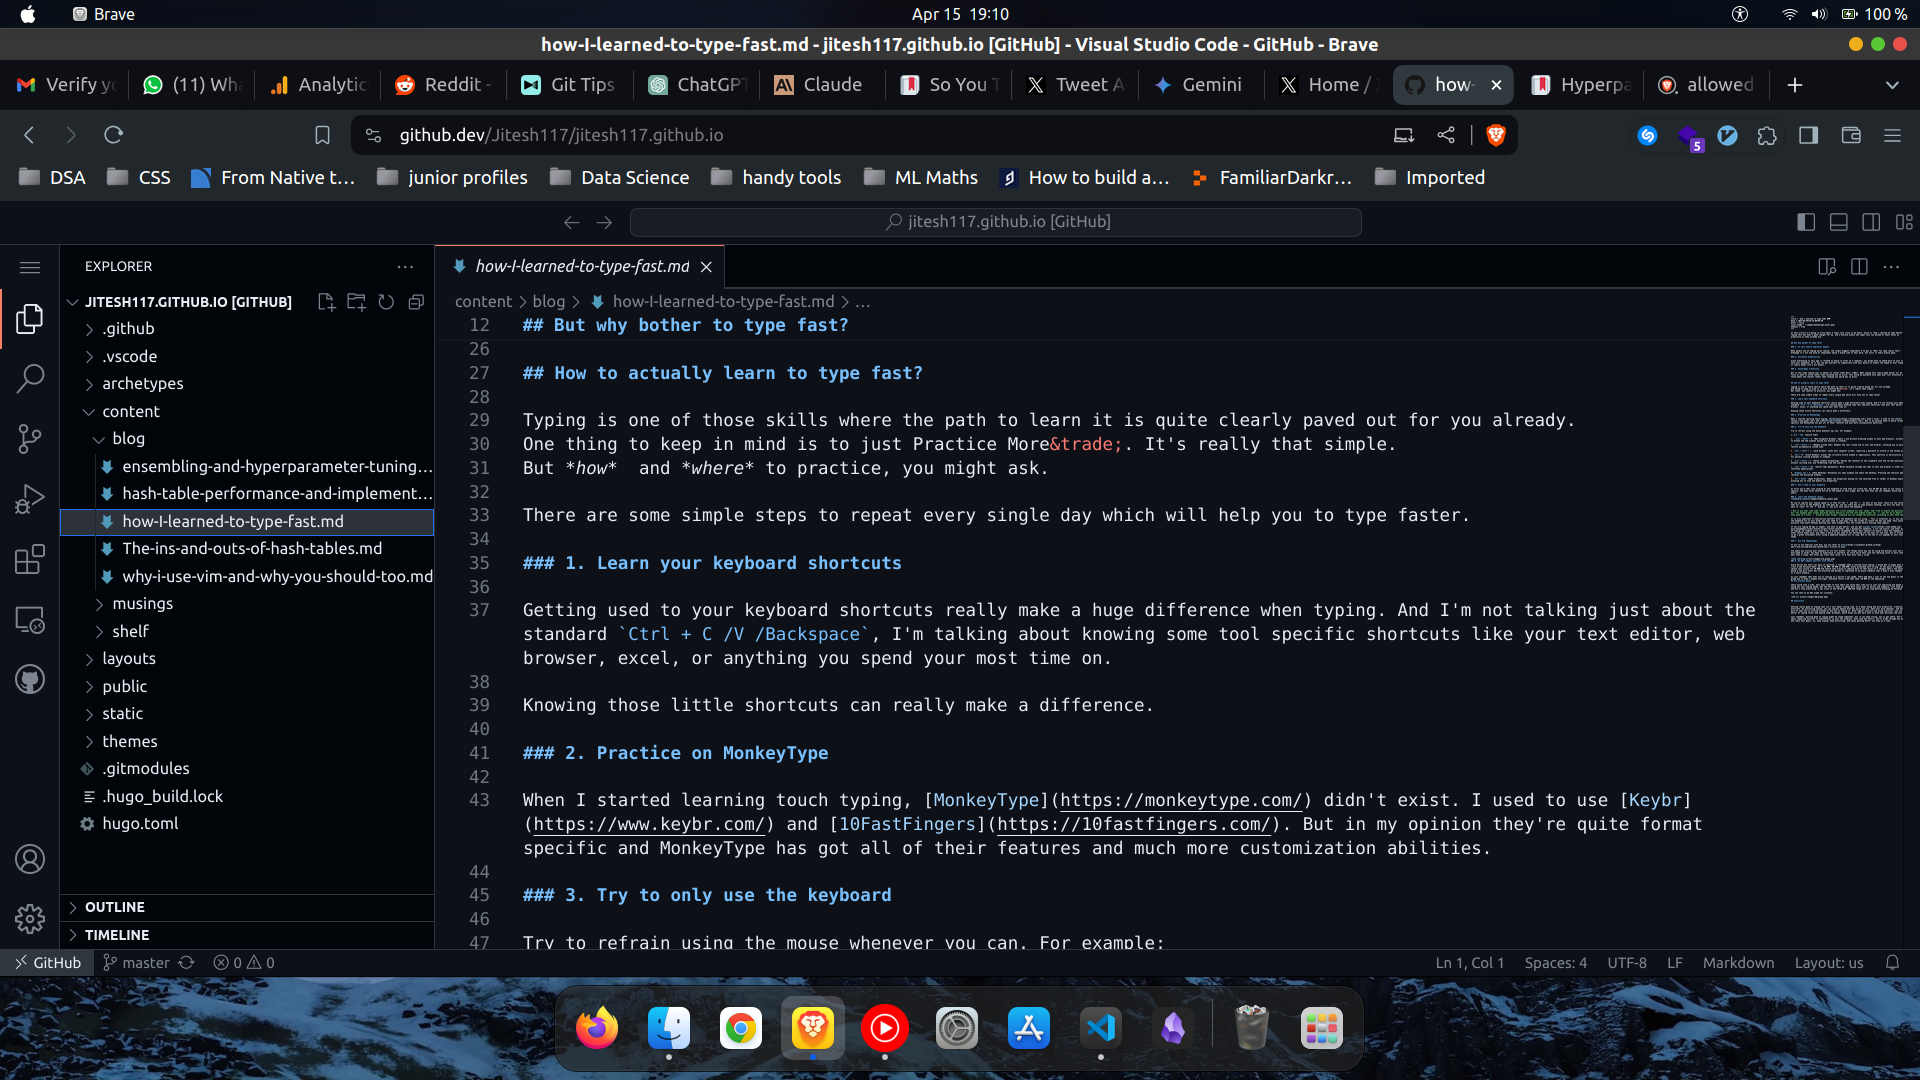 Brave
Apr 15 19:10
100 %
how-I-learned-to-type-fast.md - jitesh117.github.io [GitHub] - Visual Studio Code - GitHub - Brave
Verify yo
(11) Wha
Analytic
Reddit -
Git Tips
ChatGPT
Claude
So You T
Tweet A
Gemini
Home / X
how-
Hyperpa
allowed
github.dev/Jitesh117/jitesh117.github.io
5
DSA
CSS
From Native t...
junior profiles
Data Science
handy tools
ML Maths
How to build a...
FamiliarDarkr...
Imported
jitesh117.github.io [GitHub]
EXPLORER
JITESH117.GITHUB.IO [GITHUB]
.github
.vscode
archetypes
content
blog
ensembling-and-hyperparameter-tuning...
hash-table-performance-and-implement...
how-I-learned-to-type-fast.md
The-ins-and-outs-of-hash-tables.md
why-i-use-vim-and-why-you-should-too.md
musings
shelf
layouts
public
static
themes
.gitmodules
.hugo_build.lock
hugo.toml
OUTLINE
TIMELINE
how-I-learned-to-type-fast.md
content > blog > how-I-learned-to-type-fast.md > ...
12 ## But why bother to type fast?
26
27 ## How to actually learn to type fast?
28
29 Typing is one of those skills where the path to learn it is quite clearly paved out for you already.
30 One thing to keep in mind is to just Practice More&trade;. It's really that simple.
31 But *how*  and *where* to practice, you might ask.
32
33 There are some simple steps to repeat every single day which will help you to type faster.
34
35 ### 1. Learn your keyboard shortcuts
36
37 Getting used to your keyboard shortcuts really make a huge difference when typing. And I'm not talking just about the
standard `Ctrl + C /V /Backspace`, I'm talking about knowing some tool specific shortcuts like your text editor, web
browser, excel, or anything you spend your most time on.
38
39 Knowing those little shortcuts can really make a difference.
40
41 ### 2. Practice on MonkeyType
42
43 When I started learning touch typing, [MonkeyType](https://monkeytype.com/) didn't exist. I used to use [Keybr]
(https://www.keybr.com/) and [10FastFingers](https://10fastfingers.com/). But in my opinion they're quite format
specific and MonkeyType has got all of their features and much more customization abilities.
44
45 ### 3. Try to only use the keyboard
46
47 Try to refrain using the mouse whenever you can. For example:
GitHub
master
0
0
Ln 1, Col 1
Spaces: 4
UTF-8
LF
Markdown
Layout: us